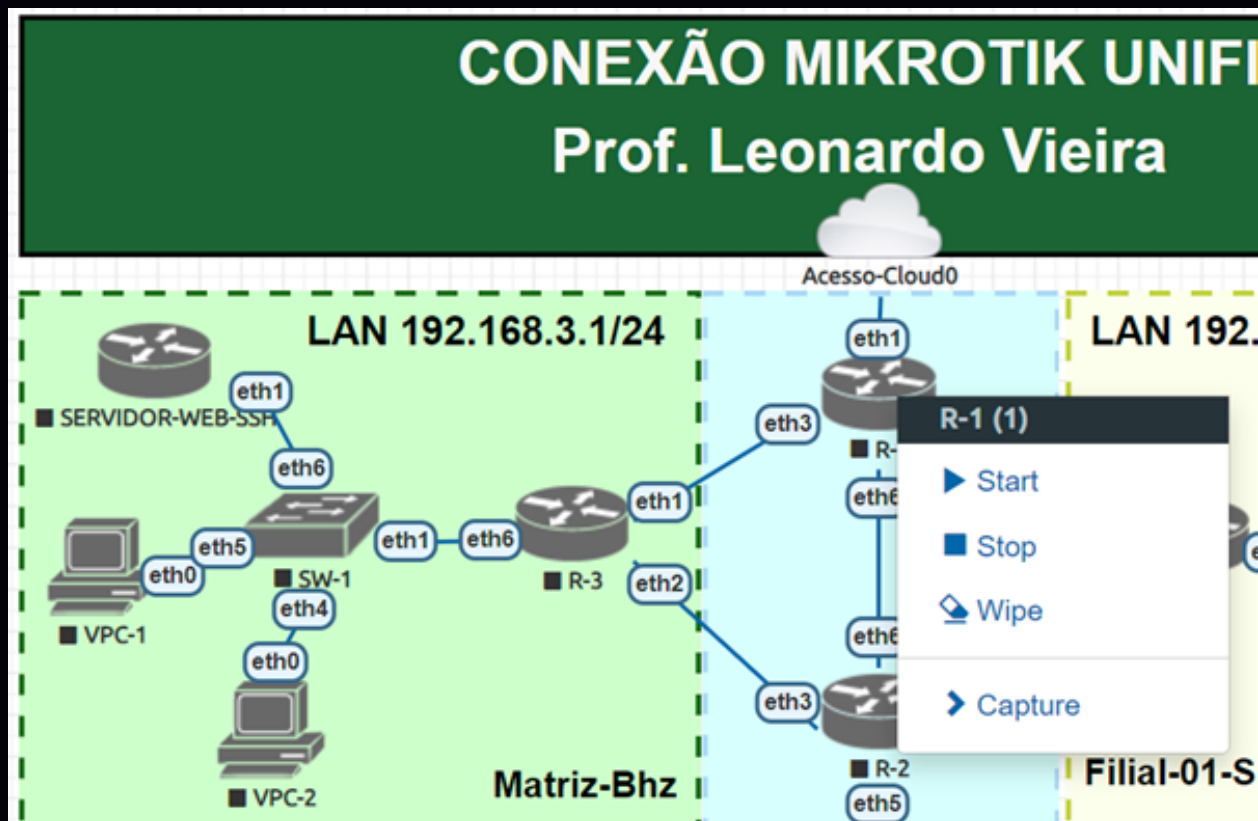 CONEXÃO MIKROTIK UNIFI
Prof. Leonardo Vieira
Acesso-Cloud0
LAN 192.168.3.1/24
LAN 192.
eth1
SERVIDOR-WEB-SSH
eth1
eth3
R-1 (1)
R-
eth6
Start
eth1
eth6
eth1
eth6
Stop
eth5
eth0
SW-1
R-3
eth2
eth4
Wipe
VPC-1
eth6
eth0
eth3
Capture
R-2
Matriz-Bhz
Filial-01-S
VPC-2
eth5